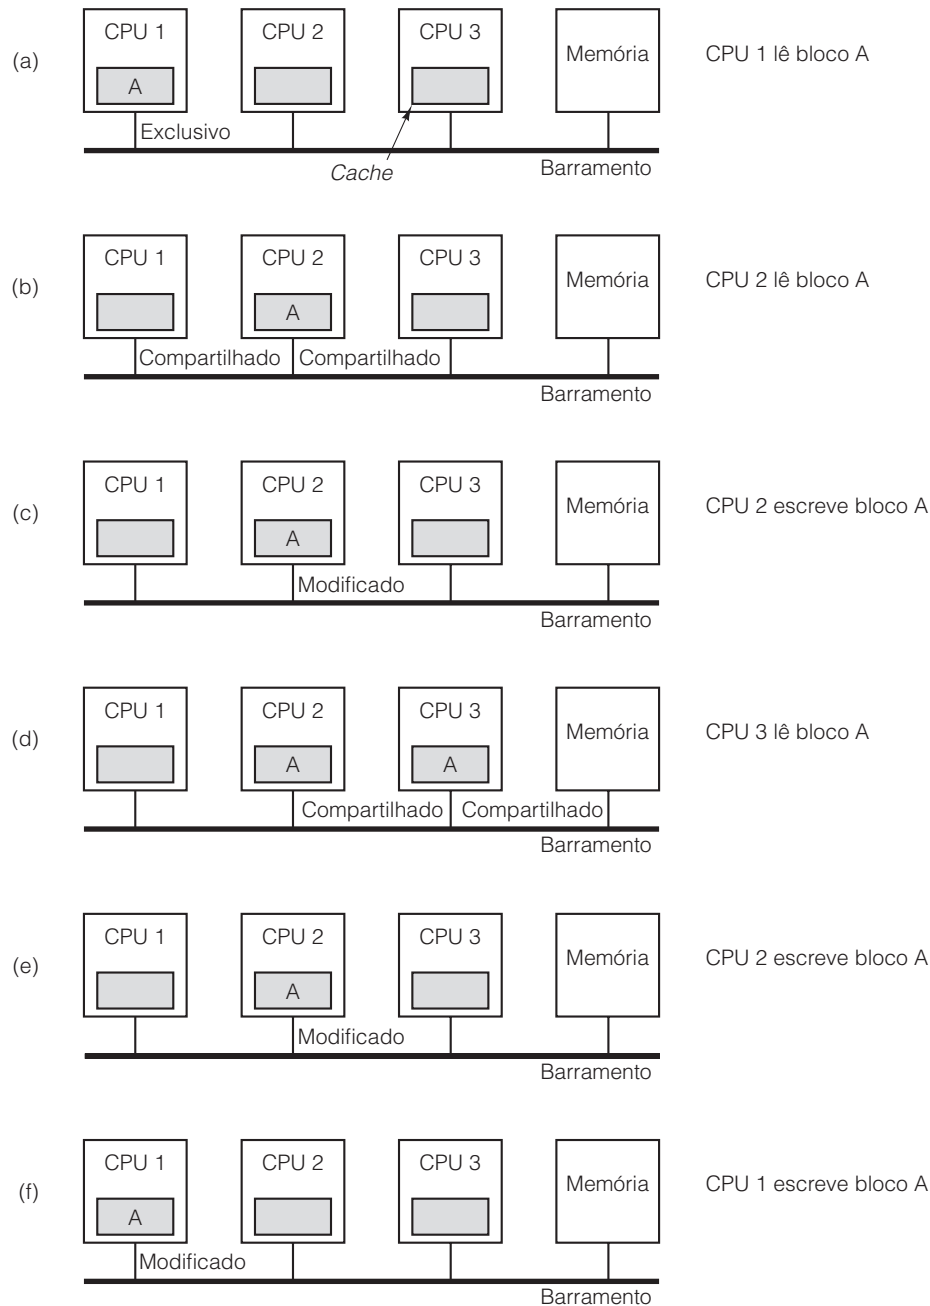 (a)
CPU 1
CPU 2
CPU 3
Memória
CPU 1 lê bloco A
A
Exclusivo
Cache
Barramento
(b)
CPU 1
CPU 2
CPU 3
Memória
CPU 2 lê bloco A
A
Compartilhado
Compartilhado
Barramento
(c)
CPU 1
CPU 2
CPU 3
Memória
CPU 2 escreve bloco A
A
Modificado
Barramento
(d)
CPU 1
CPU 2
CPU 3
Memória
CPU 3 lê bloco A
A
A
Compartilhado
Compartilhado
Barramento
(e)
CPU 1
CPU 2
CPU 3
Memória
CPU 2 escreve bloco A
A
Modificado
Barramento
(f)
CPU 1
CPU 2
CPU 3
Memória
CPU 1 escreve bloco A
A
Modificado
Barramento